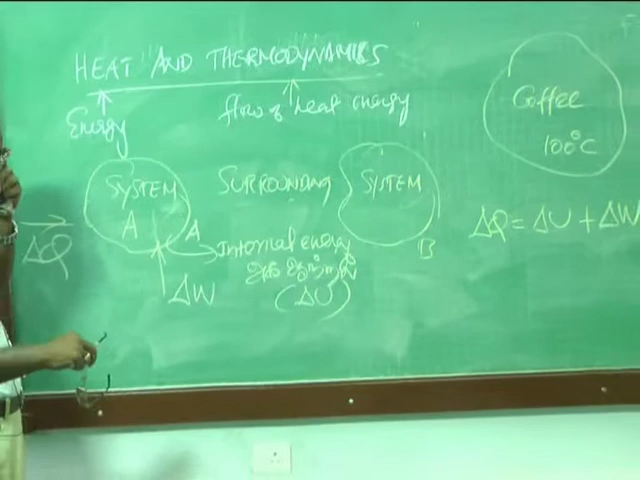 HEAT AND THERMODYNAMICS
Energy
flow of heat energy
Coffee
100°C
SYSTEM
A
SURROUNDING
SYSTEM
A
B
ΔQ
Internal energy
(ΔU)
ΔW
ΔQ = ΔU + ΔW